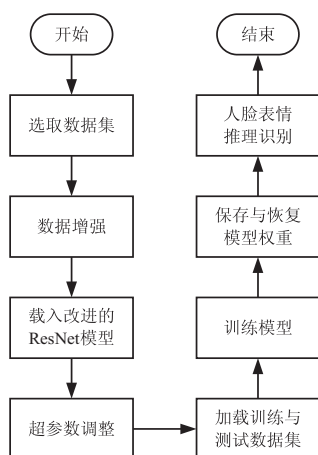 开始
选取数据集
数据增强
载入改进的
ResNet模型
超参数调整
加载训练与
测试数据集
训练模型
保存与恢复
模型权重
人脸表情
推理识别
结束